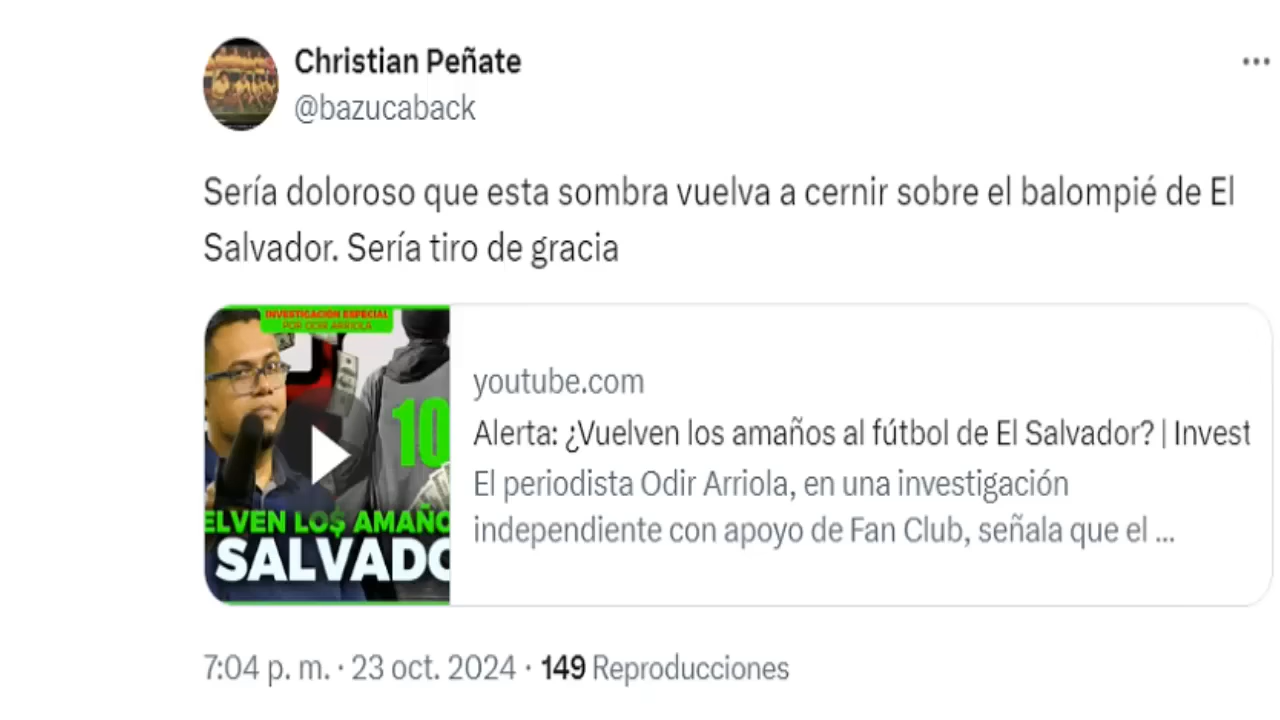 Christian Peñate
@bazucaback
Sería doloroso que esta sombra vuelva a cernir sobre el balompié de El
Salvador. Sería tiro de gracia
INVESTIGACIÓN ESPECIAL
POR ODIR ARRIOLA
10
ELVEN LO$ AMAÑO
SALVADO
youtube.com
Alerta: ¿Vuelven los amaños al fútbol de El Salvador? | Invest
El periodista Odir Arriola, en una investigación
independiente con apoyo de Fan Club, señala que el ...
7:04 p. m. · 23 oct. 2024 · 149 Reproducciones